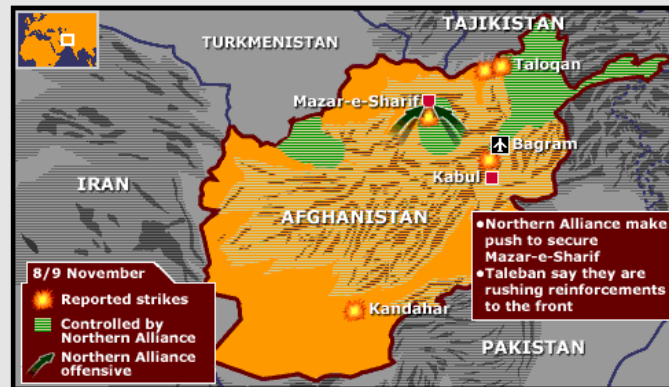 TAJIKISTAN
TURKMENISTAN
Taloqan
Mazar-e-Sharif
Bagram
Kabul
IRAN
AFGHANISTAN
•Northern Alliance make
push to secure
Mazar-e-Sharif
•Taleban say they are
rushing reinforcements
to the front
8/9 November
Reported strikes
Controlled by
Northern Alliance
Northern Alliance
offensive
Kandahar
PAKISTAN